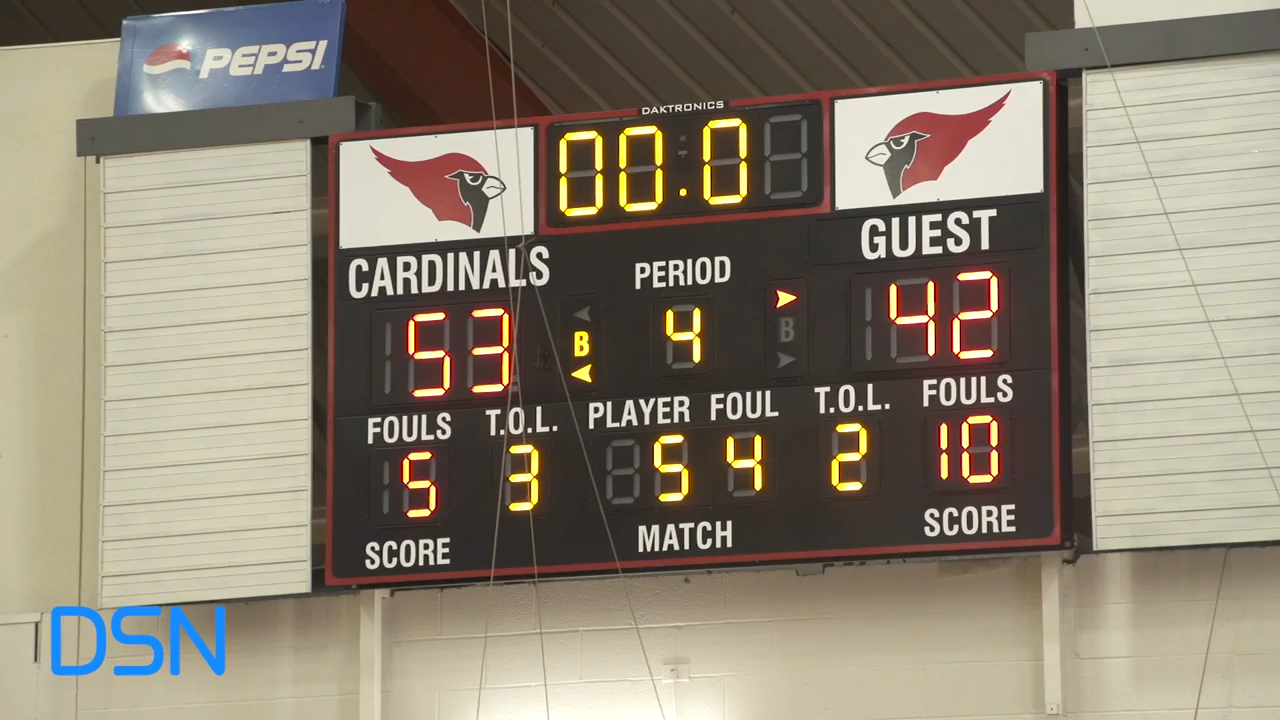 PEPSI
DAKTRONICS
00.0
CARDINALS
PERIOD
GUEST
53
B
4
B
42
FOULS
T.O.L.
PLAYER FOUL
T.O.L.
FOULS
5
3
5 4
2
10
SCORE
MATCH
SCORE
DSN